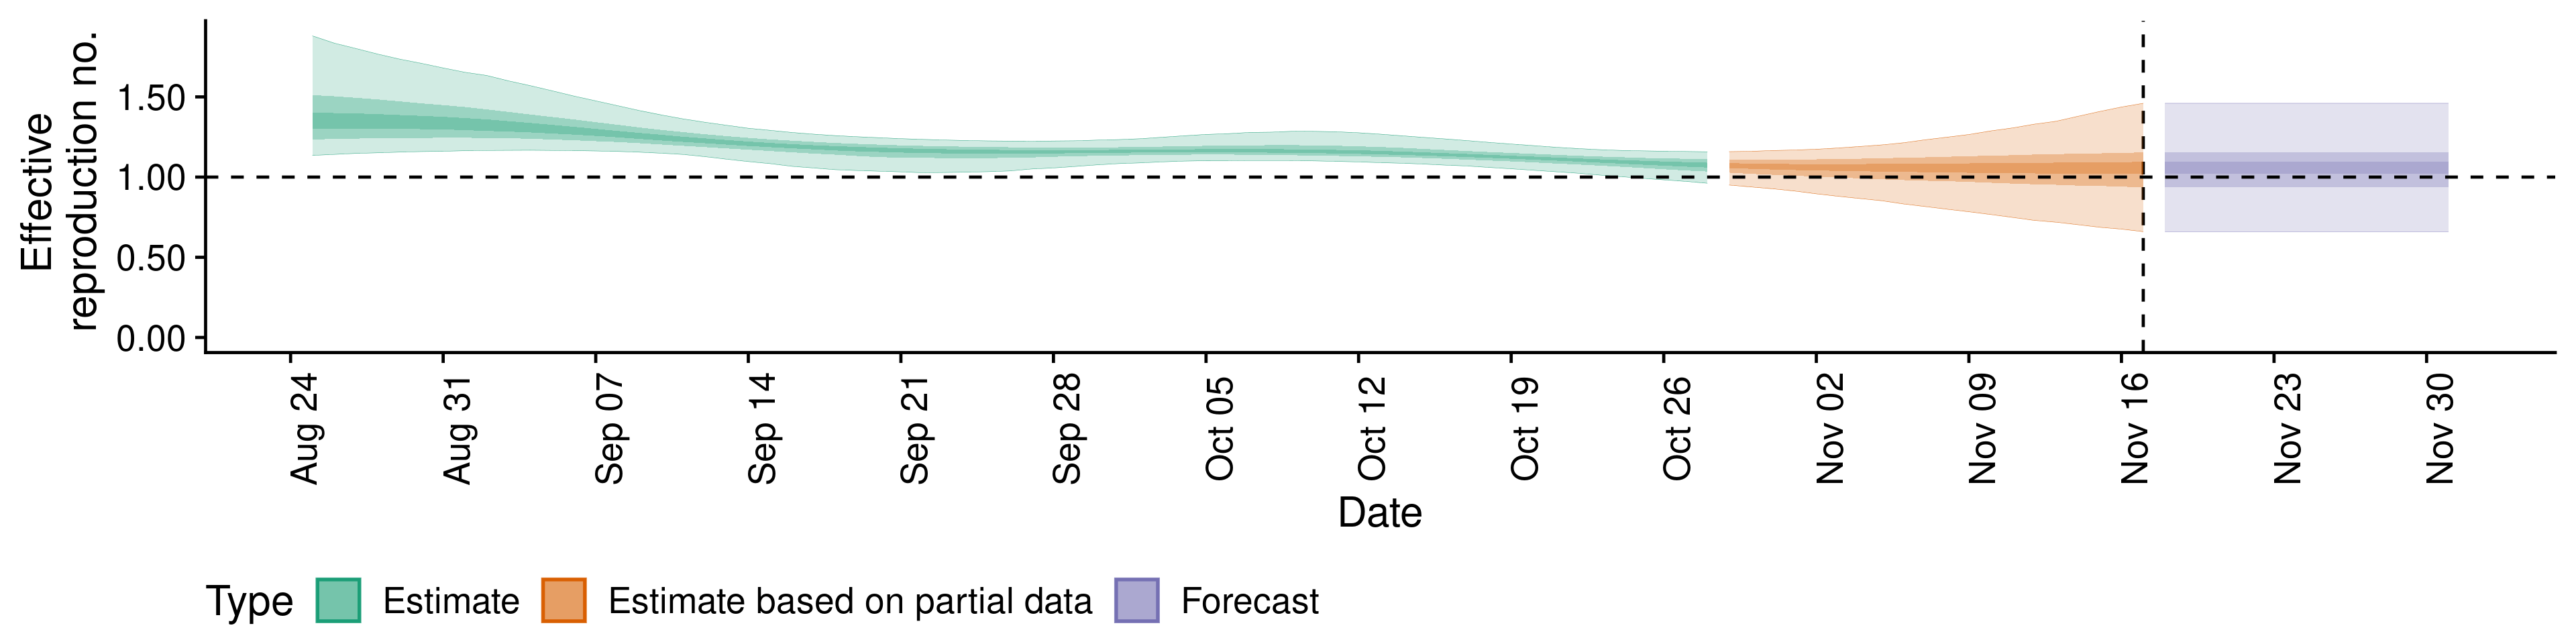 Effective
reproduction no.
1.50
1.00
0.50
0.00
Aug 24
Aug 31
Sep 07
Sep 14
Sep 21
Sep 28
Oct 05
Oct 12
Oct 19
Oct 26
Nov 02
Nov 09
Nov 16
Nov 23
Nov 30
Date
Type Estimate Estimate based on partial data Forecast